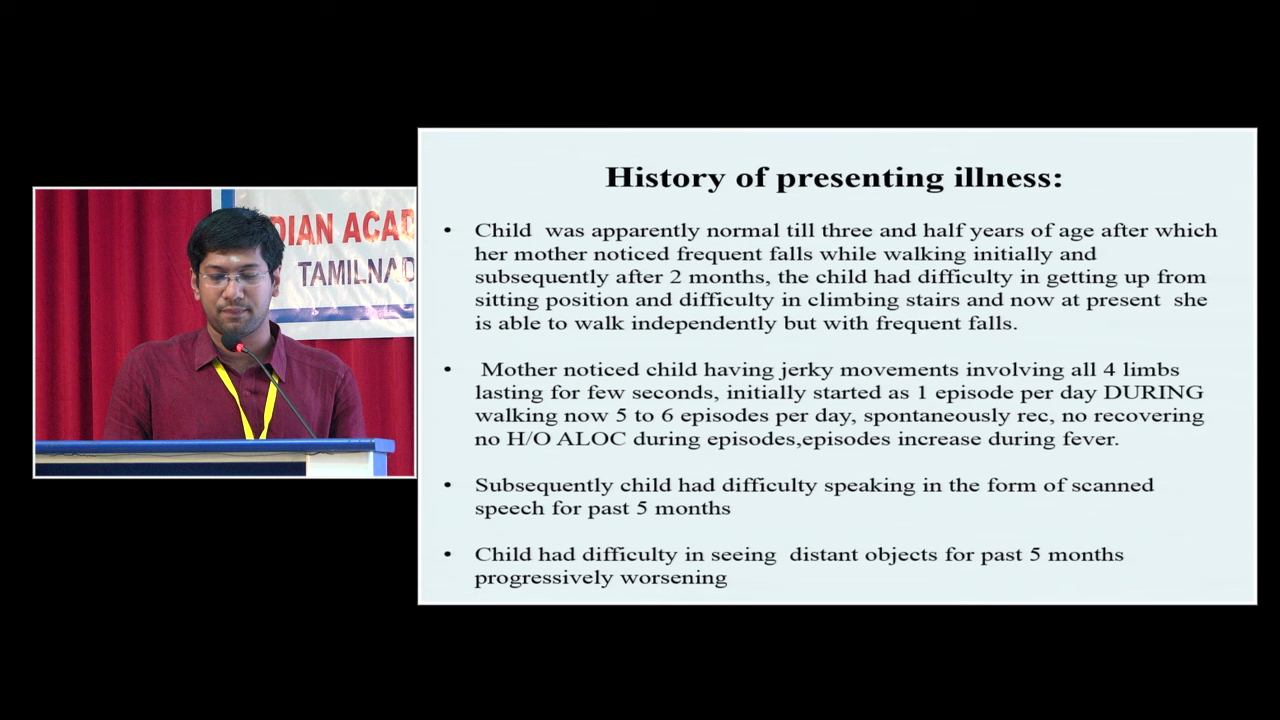 DIAN ACAD
TAMILNAD
History of presenting illness:
• Child was apparently normal till three and half years of age after which
her mother noticed frequent falls while walking initially and
subsequently after 2 months, the child had difficulty in getting up from
sitting position and difficulty in climbing stairs and now at present she
is able to walk independently but with frequent falls.
• Mother noticed child having jerky movements involving all 4 limbs
lasting for few seconds, initially started as 1 episode per day DURING
walking now 5 to 6 episodes per day, spontaneously rec, no recovering
no H/O ALOC during episodes,episodes increase during fever.
• Subsequently child had difficulty speaking in the form of scanned
speech for past 5 months
• Child had difficulty in seeing distant objects for past 5 months
progressively worsening